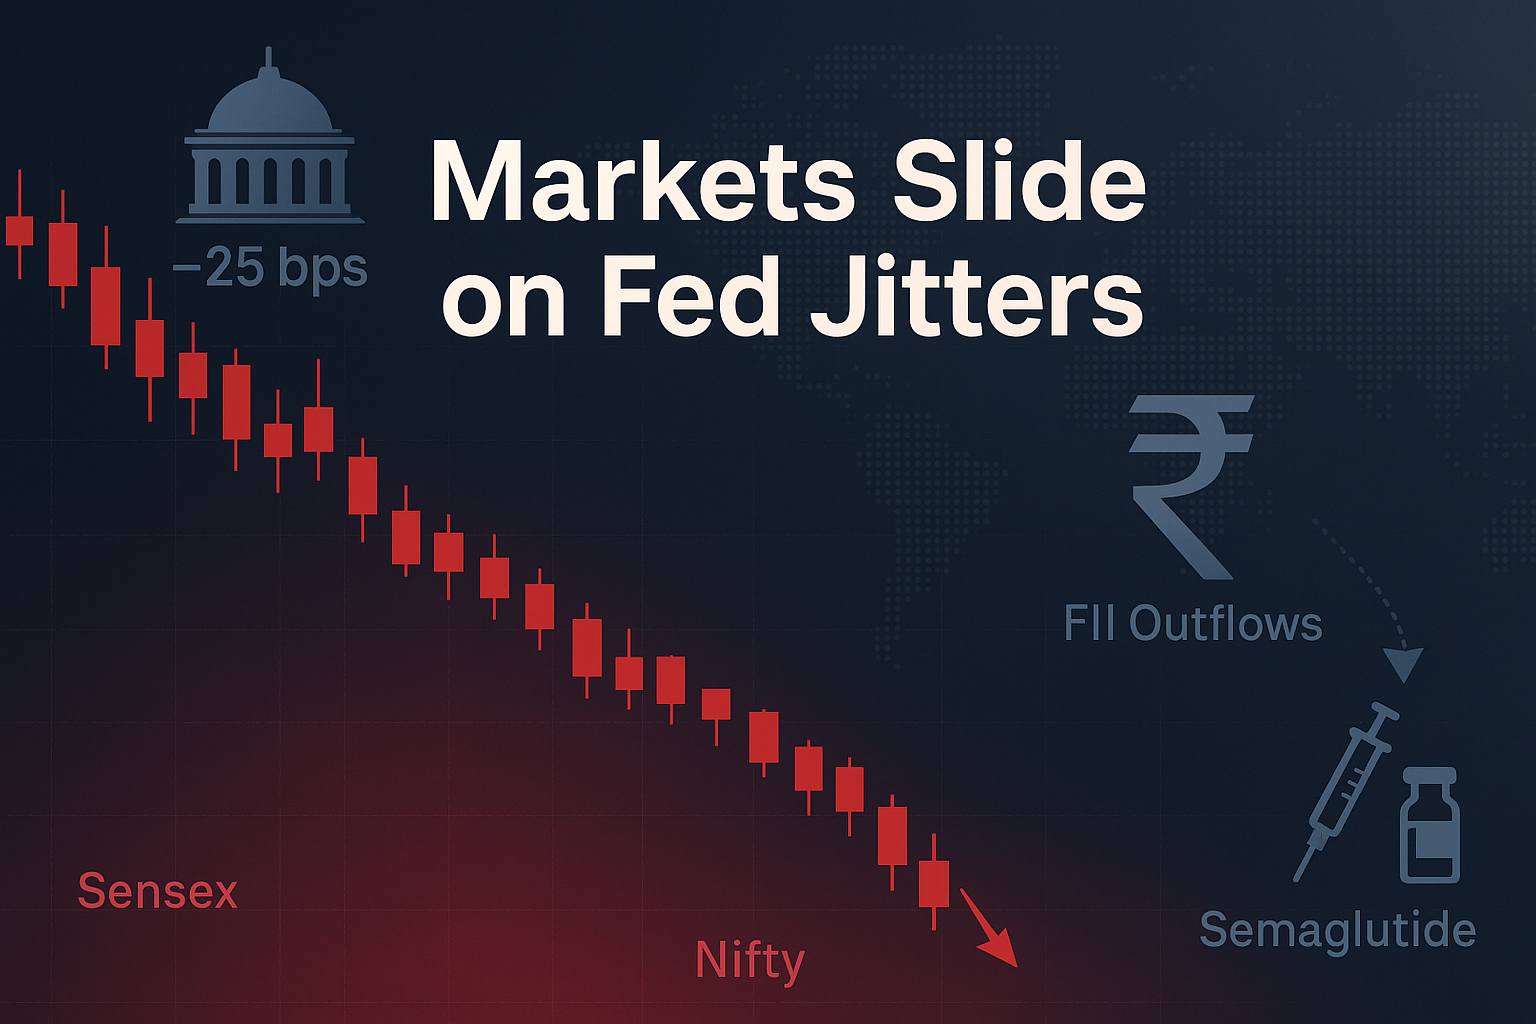 Markets Slide
on Fed Jitters
−25 bps
₹
FII Outflows
Semaglutide
Sensex
Nifty